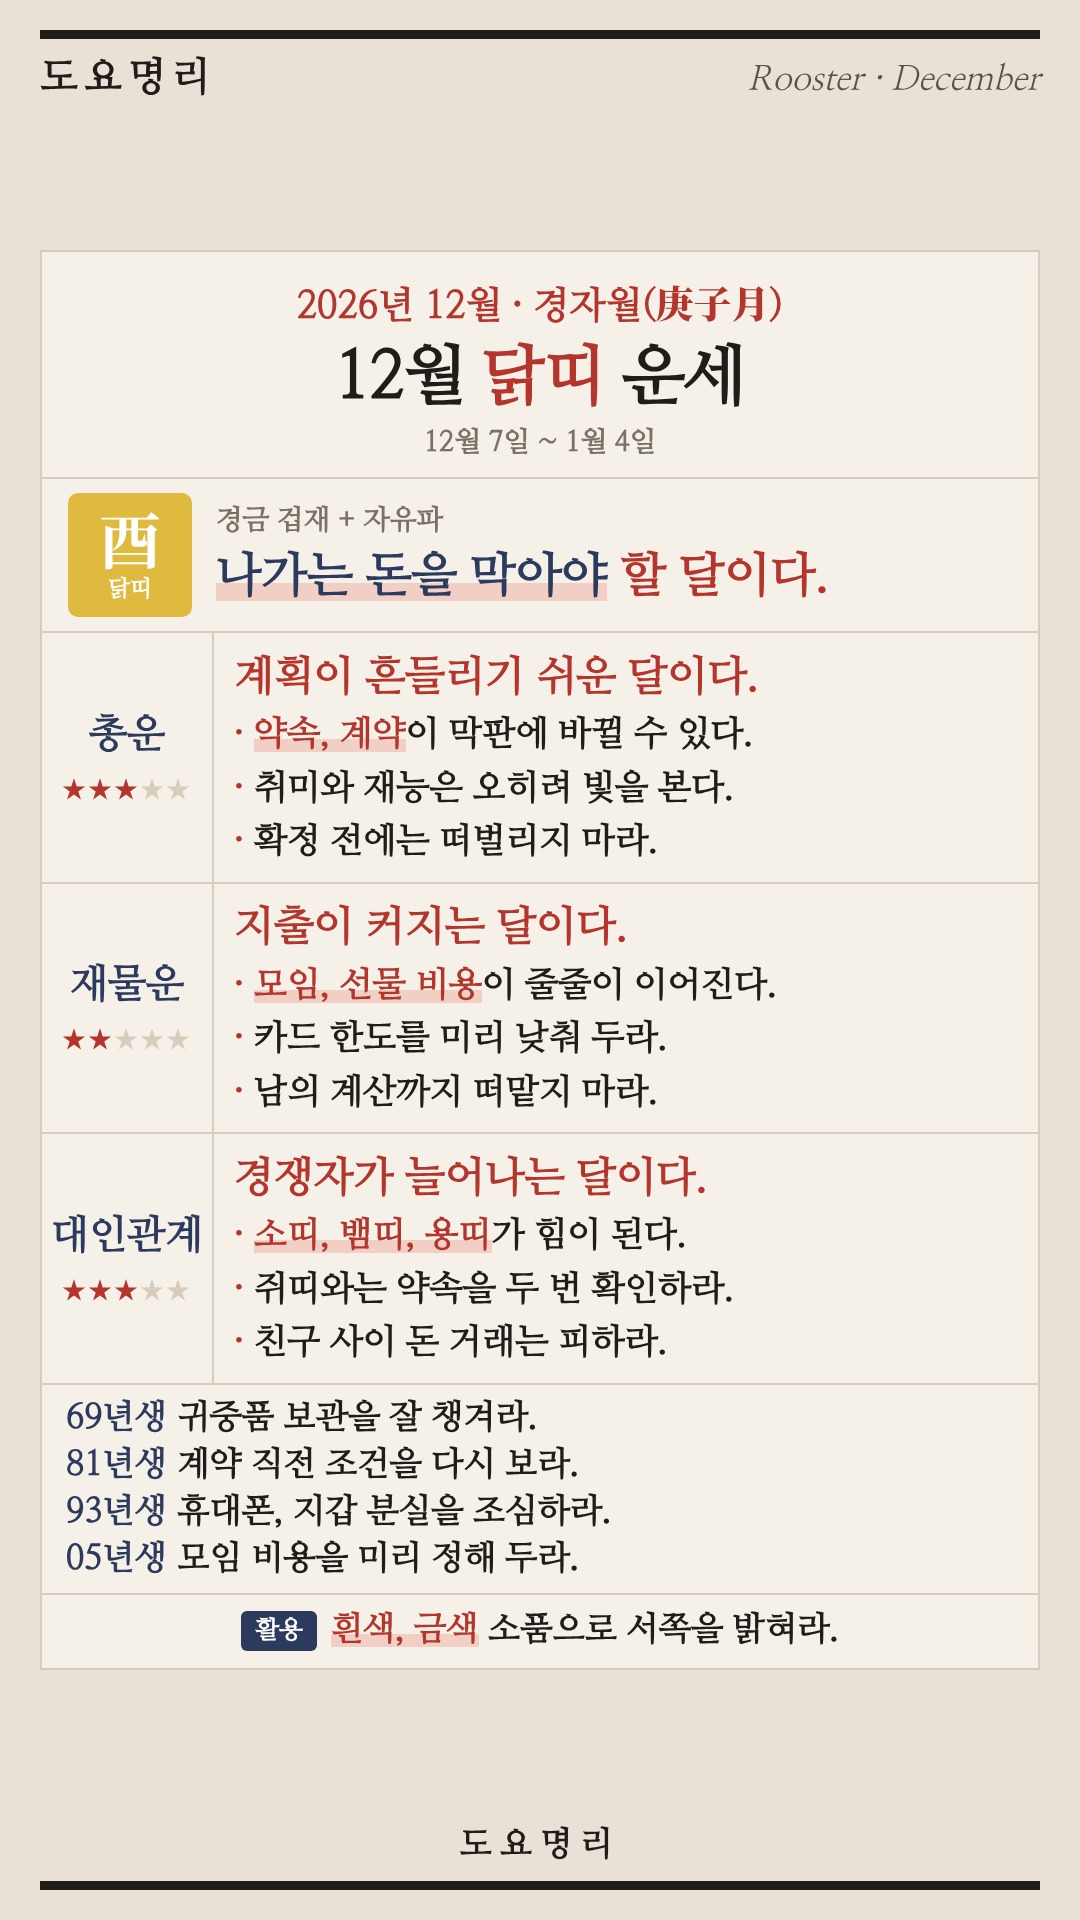 도요명리
Rooster · December
2026년 12월 · 경자월(庚子月)
12월 닭띠 운세
12월 7일 ~ 1월 4일
酉
닭띠
경금 겁재 + 자유파
나가는 돈을 막아야 할 달이다.
총운
★★★★★
계획이 흔들리기 쉬운 달이다.
· 약속, 계약이 막판에 바뀔 수 있다.
· 취미와 재능은 오히려 빛을 본다.
· 확정 전에는 떠벌리지 마라.
재물운
★★★★★
지출이 커지는 달이다.
· 모임, 선물 비용이 줄줄이 이어진다.
· 카드 한도를 미리 낮춰 두라.
· 남의 계산까지 떠맡지 마라.
대인관계
★★★★★
경쟁자가 늘어나는 달이다.
· 소띠, 뱀띠, 용띠가 힘이 된다.
· 쥐띠와는 약속을 두 번 확인하라.
· 친구 사이 돈 거래는 피하라.
69년생 귀중품 보관을 잘 챙겨라.
81년생 계약 직전 조건을 다시 보라.
93년생 휴대폰, 지갑 분실을 조심하라.
05년생 모임 비용을 미리 정해 두라.
활용 흰색, 금색 소품으로 서쪽을 밝혀라.
도요명리